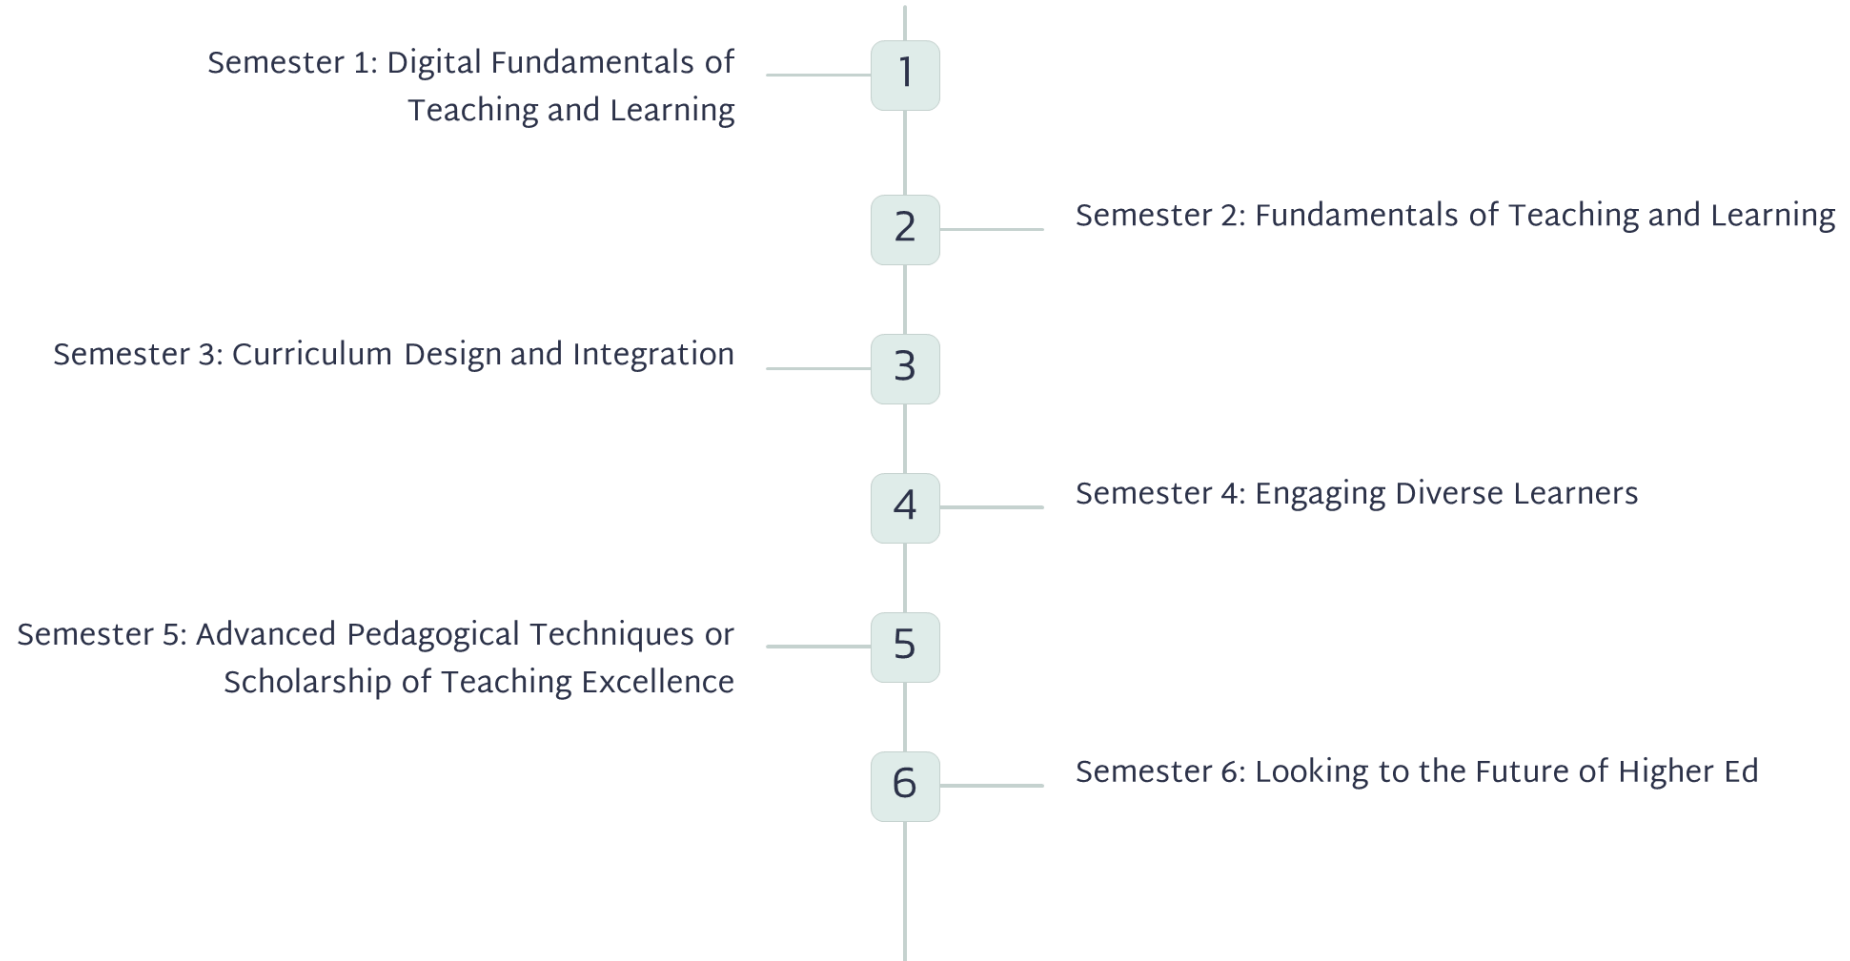 Semester 1: Digital Fundamentals of
Teaching and Learning
1
2
Semester 2: Fundamentals of Teaching and Learning
Semester 3: Curriculum Design and Integration
3
4
Semester 4: Engaging Diverse Learners
Semester 5: Advanced Pedagogical Techniques or
Scholarship of Teaching Excellence
5
6
Semester 6: Looking to the Future of Higher Ed